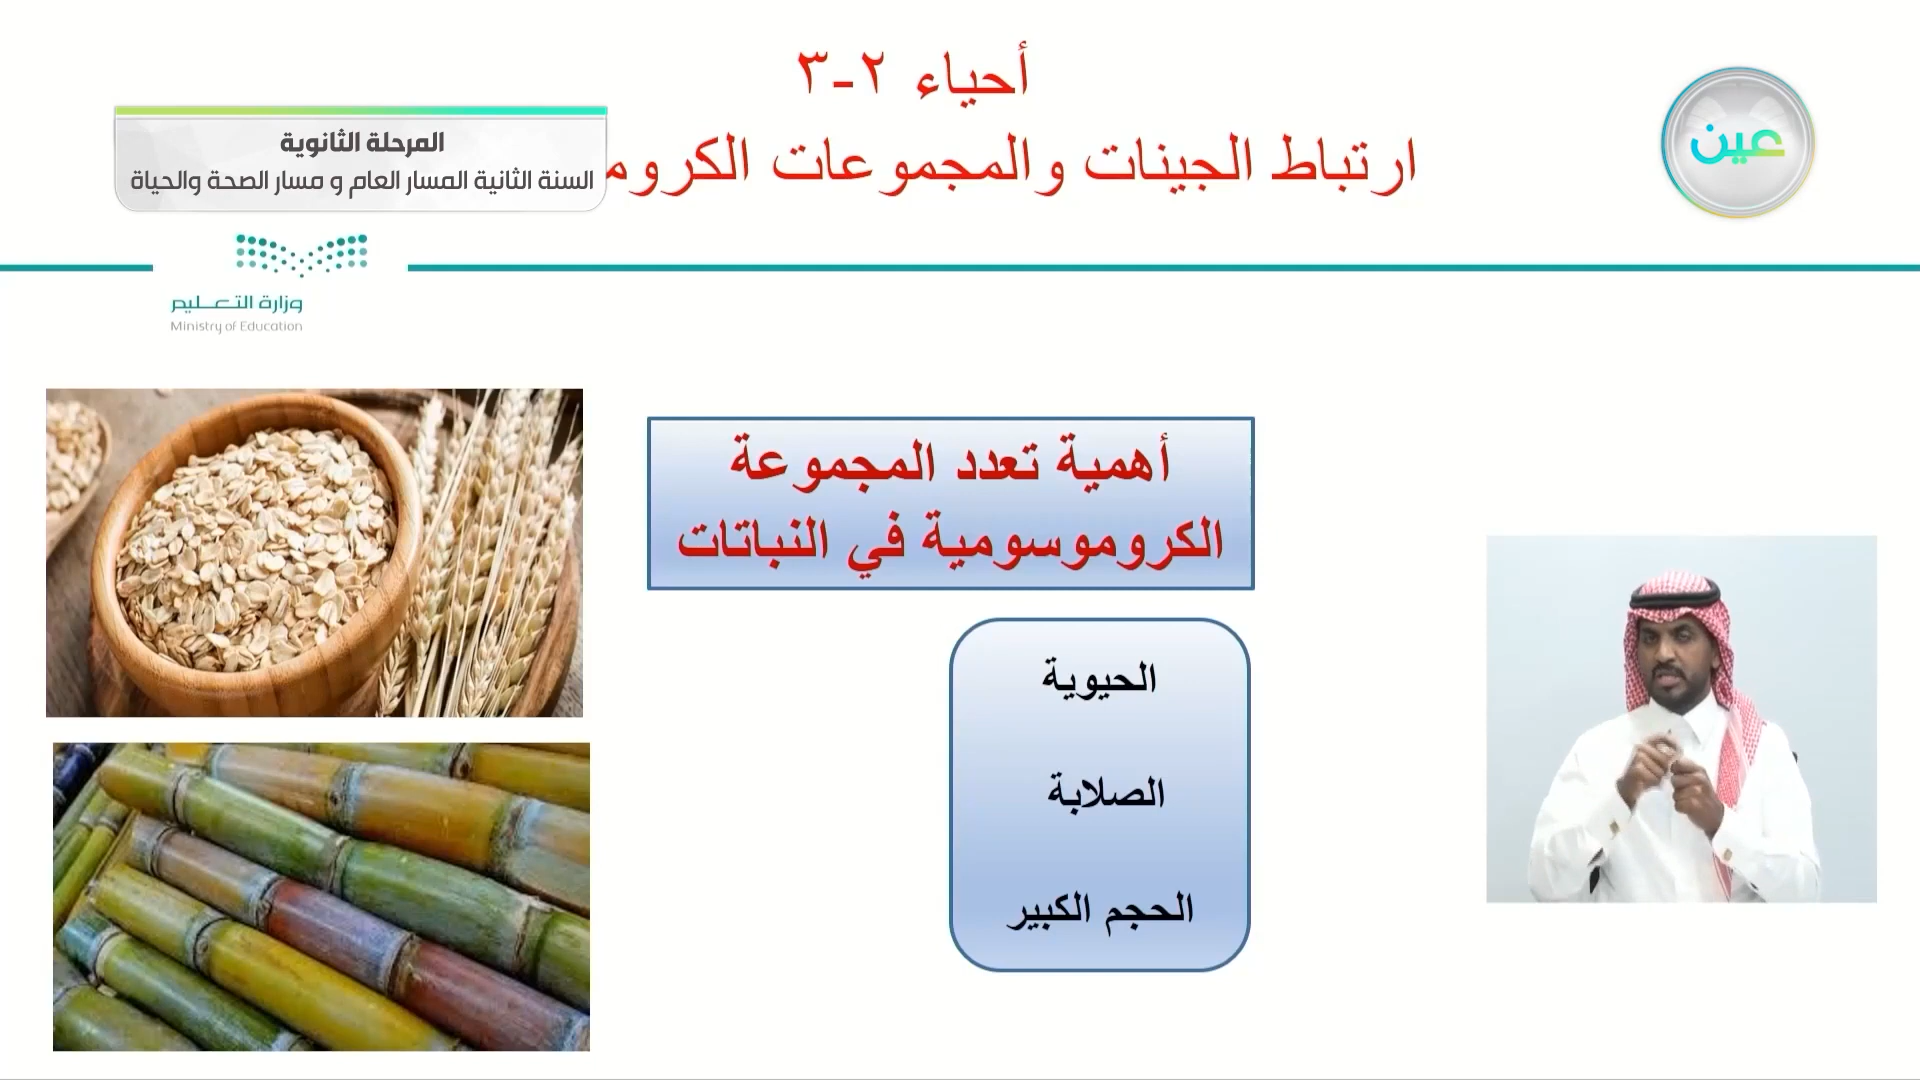 أحياء ٢-٣
ارتباط الجينات والمجموعات
المرحلة الثانوية
السنة الثانية المسار العام و مسار الصحة والحياة
عين
وزارة التعليم
Ministry of Education
أهمية تعدد المجموعة
الكروموسومية في النباتات
الحيوية
الصلابة
الحجم الكبير